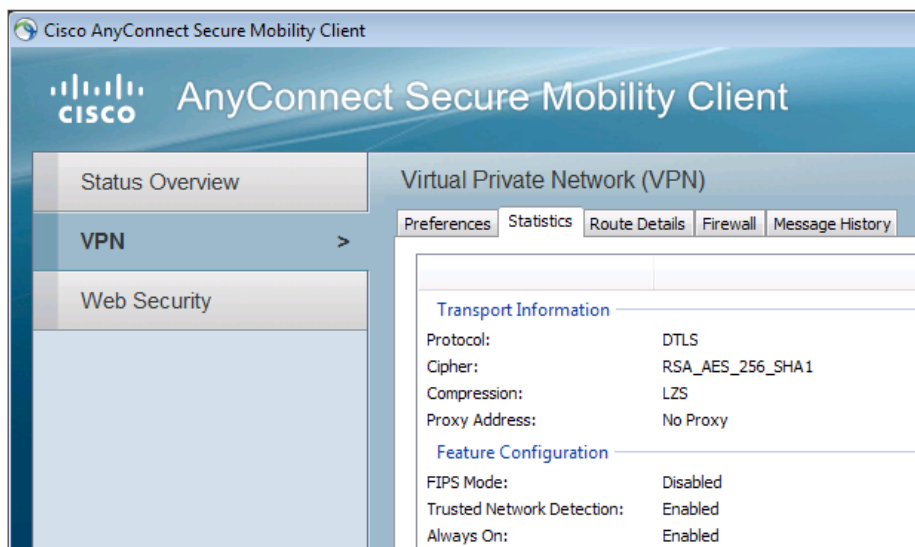 Cisco AnyConnect Secure Mobility Client
CISCO AnyConnect Secure Mobility Client
Status Overview
VPN >
Web Security
Virtual Private Network (VPN)
Preferences Statistics Route Details Firewall Message History
Transport Information
Protocol: DTLS
Cipher: RSA_AES_256_SHA1
Compression: LZS
Proxy Address: No Proxy
Feature Configuration
FIPS Mode: Disabled
Trusted Network Detection: Enabled
Always On: Enabled